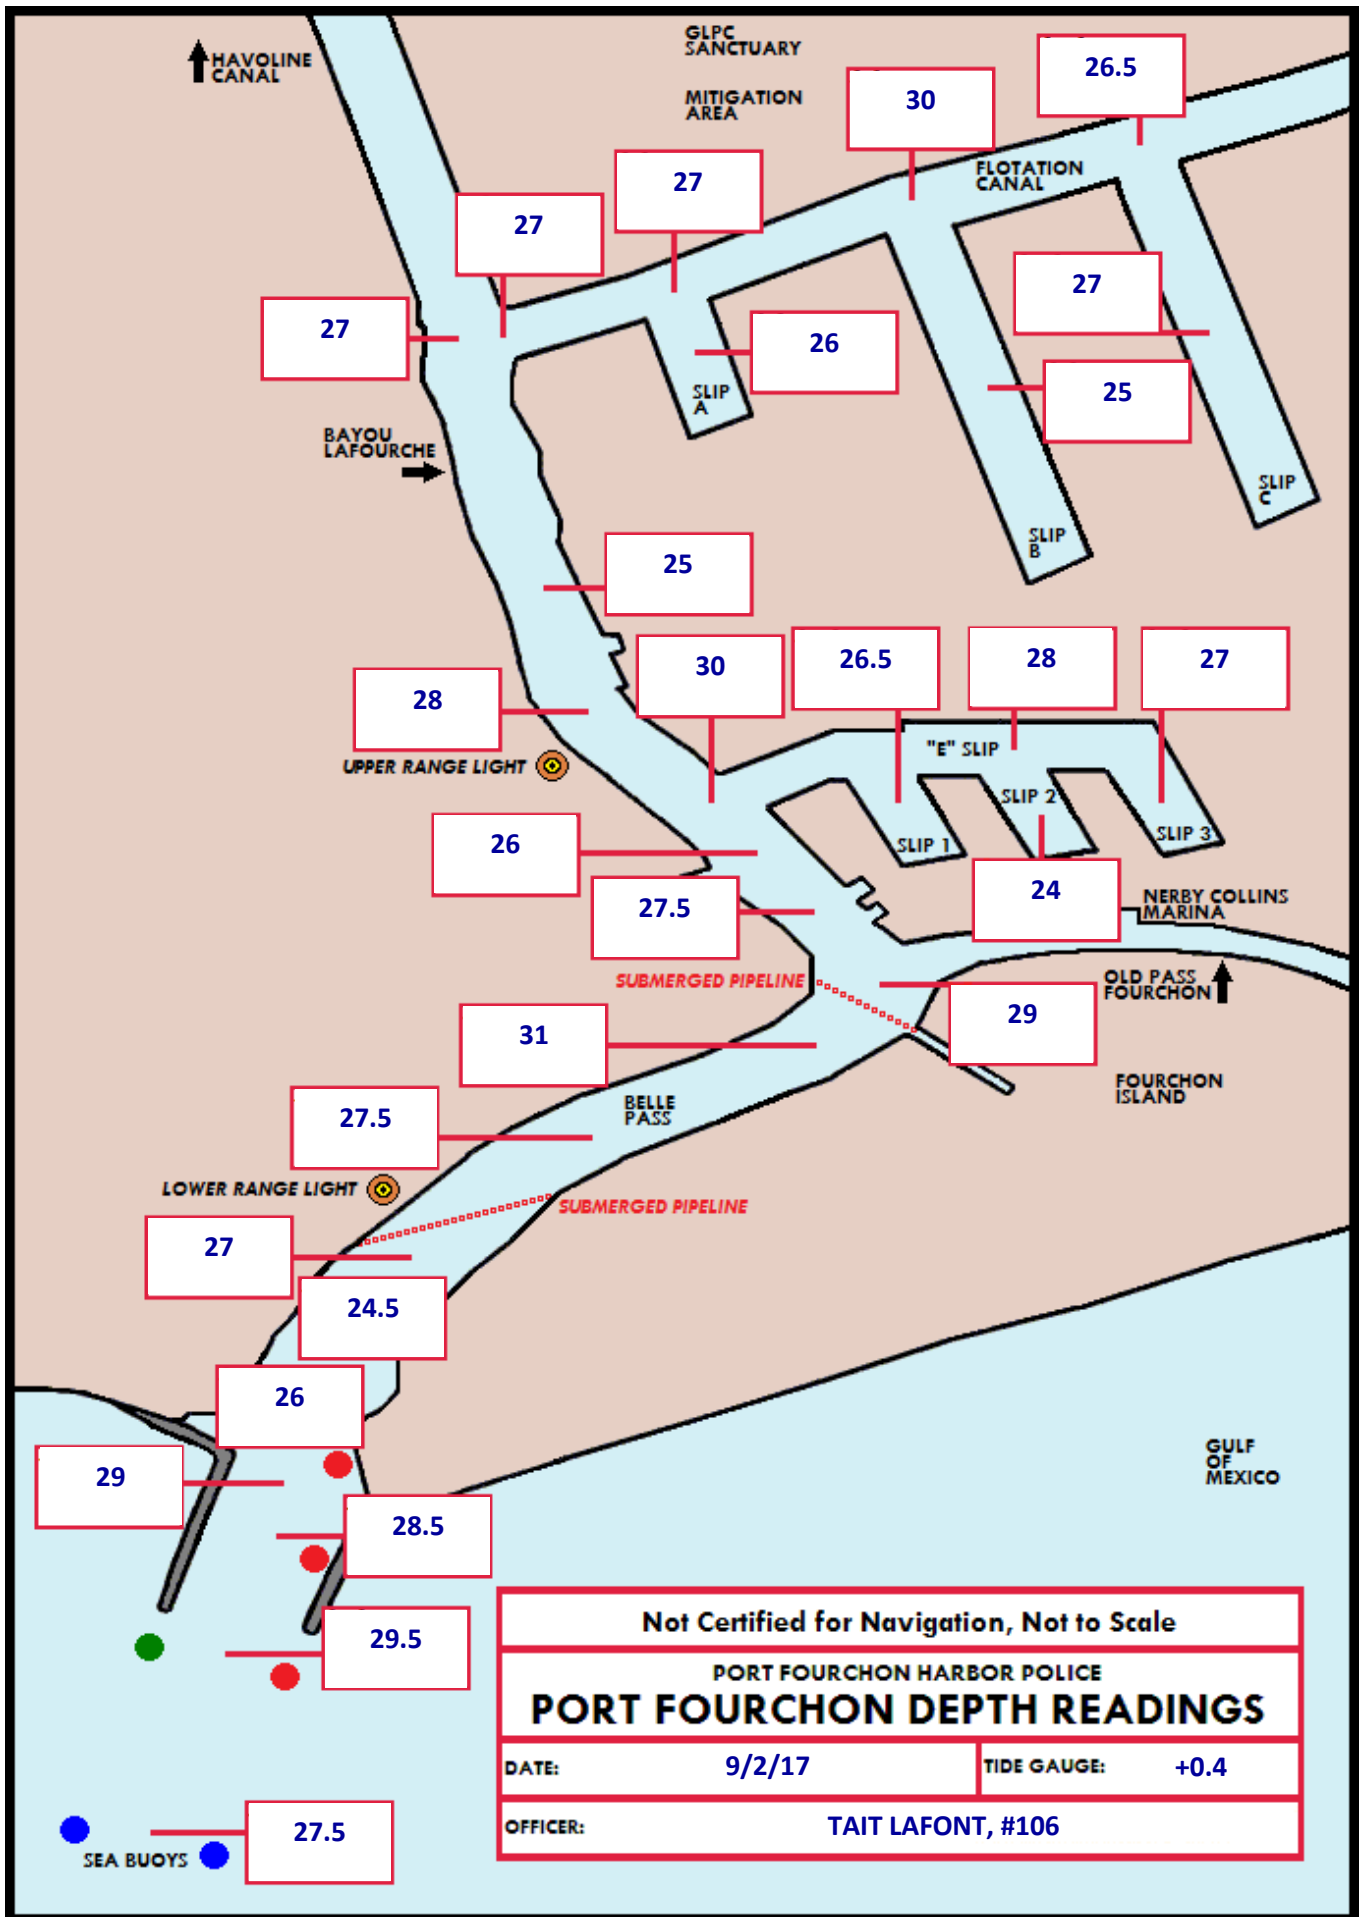 GLPC
SANCTUARY
HAVOLINE
CANAL
26.5
MITIGATION
AREA
30
FLOTATION
CANAL
27
27
27
27
26
25
SLIP
A
BAYOU
LAFOURCHE
SLIP
C
SLIP
B
25
30
26.5
28
27
28
"E" SLIP
UPPER RANGE LIGHT
SLIP 2
SLIP 1
SLIP 3
26
24
27.5
NERBY COLLINS
MARINA
SUBMERGED PIPELINE
OLD PASS
FOURCHON
29
31
FOURCHON
ISLAND
BELLE
PASS
27.5
LOWER RANGE LIGHT
SUBMERGED PIPELINE
27
24.5
26
GULF
OF
MEXICO
29
28.5
29.5
Not Certified for Navigation, Not to Scale
PORT FOURCHON HARBOR POLICE
PORT FOURCHON DEPTH READINGS
DATE: 9/2/17 TIDE GAUGE: +0.4
OFFICER: TAIT LAFONT, #106
27.5
SEA BUOYS